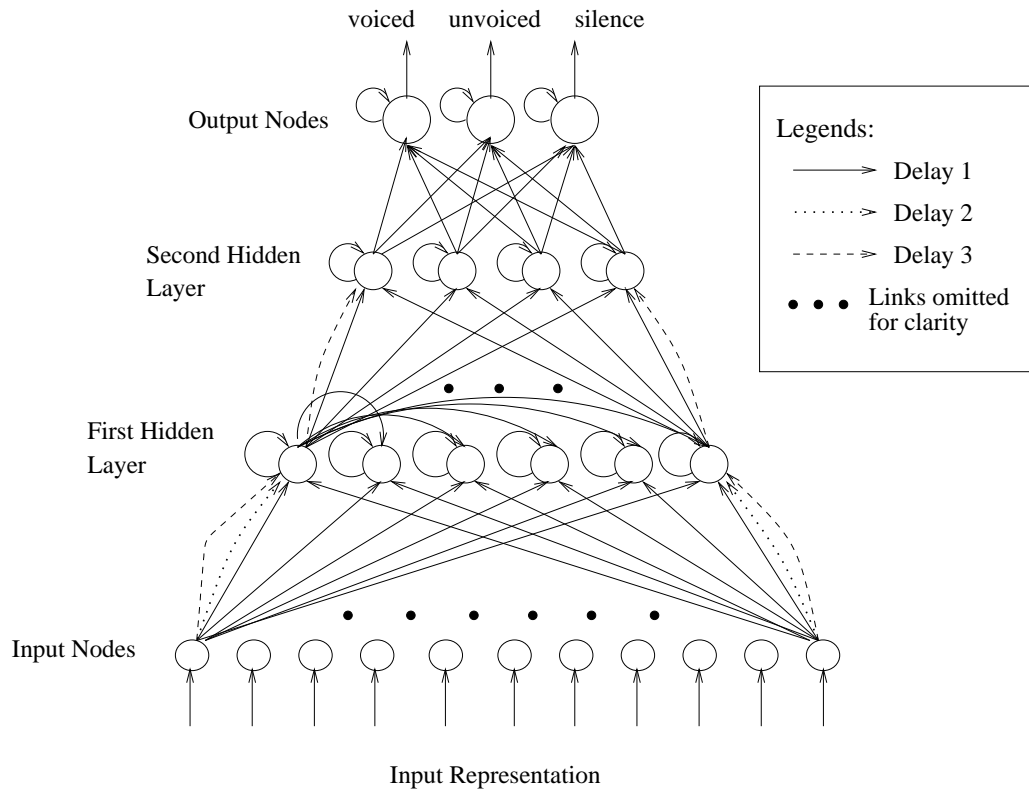 voiced unvoiced silence
Output Nodes
Legends:
Delay 1
Delay 2
Delay 3
Links omitted
for clarity
Second Hidden
Layer
First Hidden
Layer
Input Nodes
Input Representation